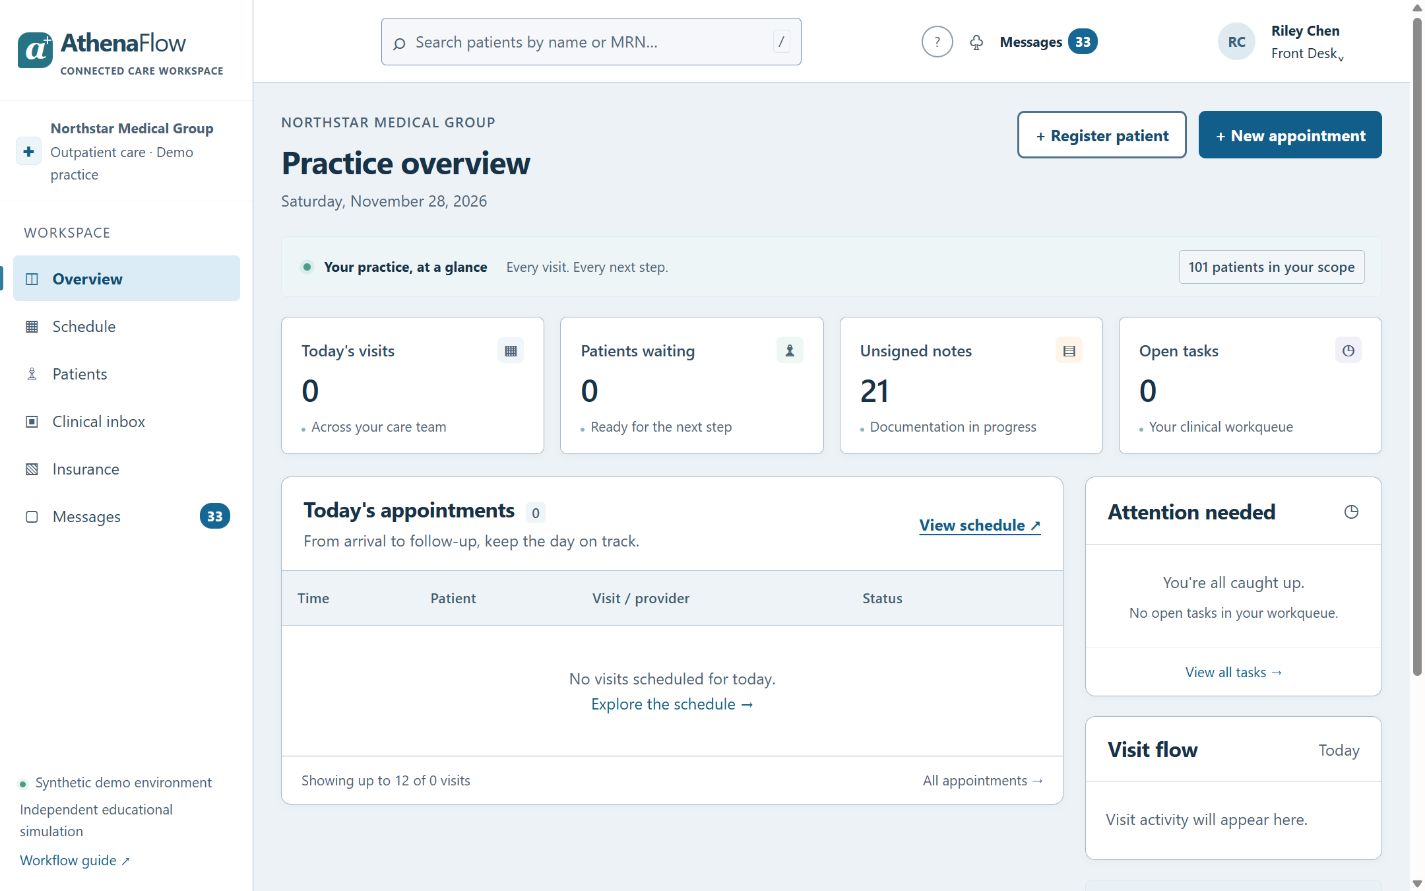 AthenaFlow
CONNECTED CARE WORKSPACE
Northstar Medical Group
Outpatient care · Demo
practice
WORKSPACE
Overview
Schedule
Patients
Clinical inbox
Insurance
Messages 33
Synthetic demo environment
Independent educational
simulation
Workflow guide ↗
Search patients by name or MRN... /
? Messages 33
RC Riley Chen
Front Desk
NORTHSTAR MEDICAL GROUP
Practice overview
Saturday, November 28, 2026
+ Register patient
+ New appointment
Your practice, at a glance Every visit. Every next step. 101 patients in your scope
Today's visits
0
Across your care team
Patients waiting
0
Ready for the next step
Unsigned notes
21
Documentation in progress
Open tasks
0
Your clinical workqueue
Today's appointments 0
From arrival to follow-up, keep the day on track.
View schedule ↗
Time Patient Visit / provider Status
No visits scheduled for today.
Explore the schedule →
Showing up to 12 of 0 visits All appointments →
Attention needed
You're all caught up.
No open tasks in your workqueue.
View all tasks →
Visit flow Today
Visit activity will appear here.